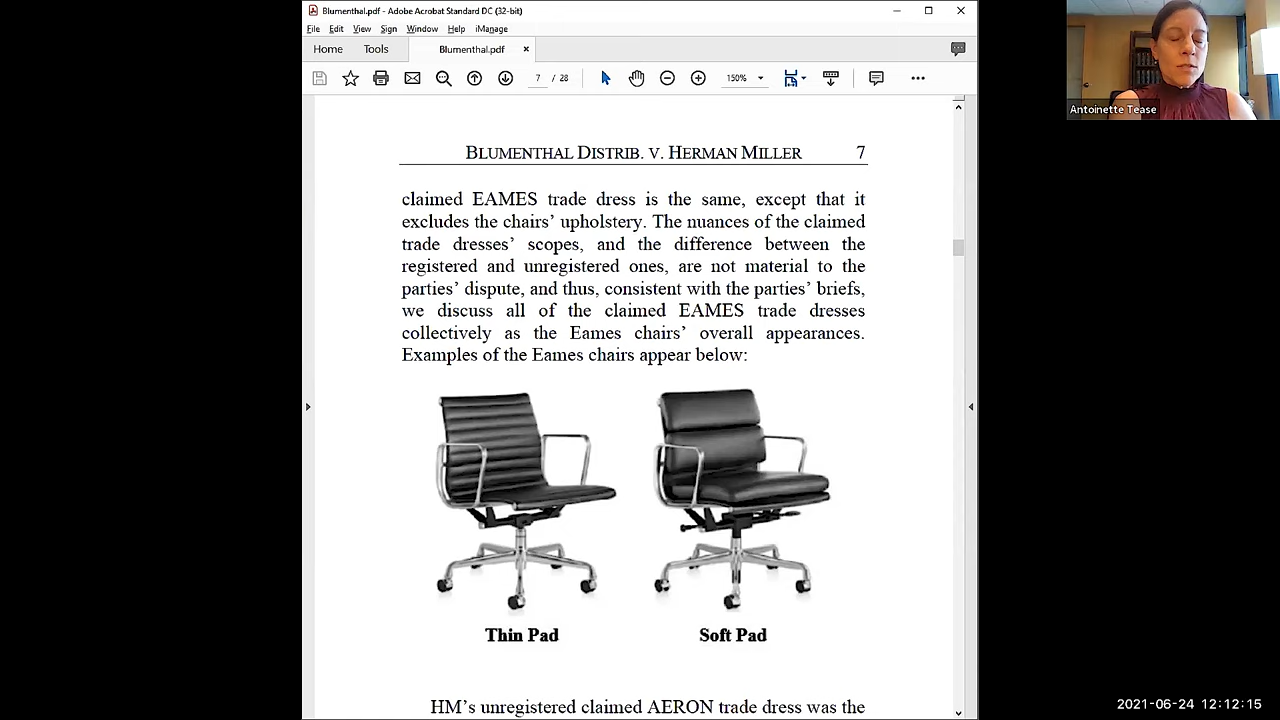 Blumenthal.pdf - Adobe Acrobat Standard DC (32-bit)
File Edit View Sign Window Help iManage
Home Tools Blumenthal.pdf
7 / 28 150%
BLUMENTHAL DISTRIB. V. HERMAN MILLER 7
claimed EAMES trade dress is the same, except that it
excludes the chairs' upholstery. The nuances of the claimed
trade dresses' scopes, and the difference between the
registered and unregistered ones, are not material to the
parties' dispute, and thus, consistent with the parties' briefs,
we discuss all of the claimed EAMES trade dresses
collectively as the Eames chairs' overall appearances.
Examples of the Eames chairs appear below:
Thin Pad Soft Pad
HM's unregistered claimed AERON trade dress was the
Antoinette Tease
2021-06-24 12:12:15